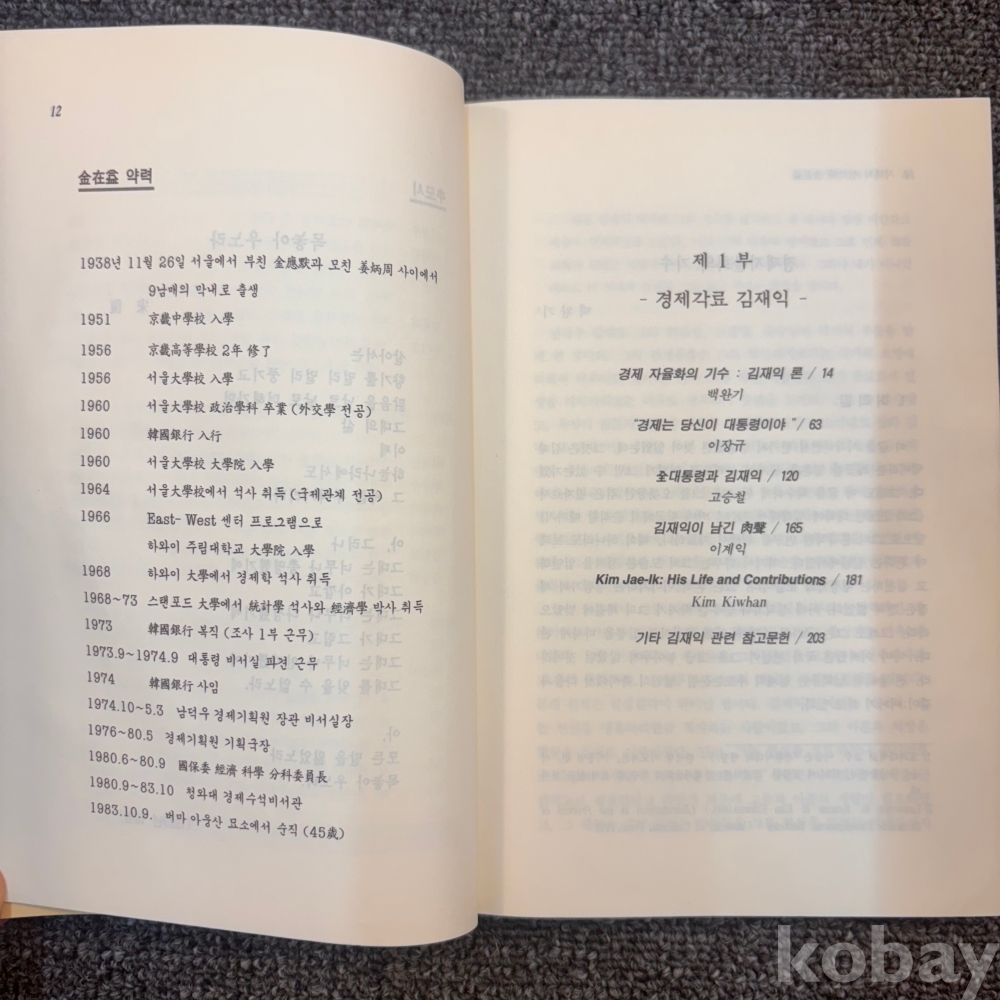 12
金在益 약력
1938년 11월 26일 서울에서 부친 金應默과 모친 姜炳周 사이에서
9남매의 막내로 출생
1951 京畿中學校 入學
1956 京畿高等學校 2年 修了
1956 서울大學校 入學
1960 서울大學校 政治學科 卒業 (外交學 전공)
1960 韓國銀行 入行
1960 서울大學校 大學院 入學
1964 서울大學校에서 석사 취득 (국제관계 전공)
1966 East- West 센터 프로그램으로
하와이 주립대학교 大學院 入學
1968 하와이 大學에서 경제학 석사 취득
1968~73 스탠포드 大學에서 統計學 석사와 經濟學 박사 취득
1973 韓國銀行 복직 (조사 1부 근무)
1973.9~1974.9 대통령 비서실 파견 근무
1974 韓國銀行 사임
1974.10~5.3 남덕우 경제기획원 장관 비서실장
1976~80.5 경제기획원 기획국장
1980.6~80.9 國保委 經濟 科學 分科委員長
1980.9~83.10 청와대 경제수석비서관
1983.10.9. 버마 아웅산 묘소에서 순직 (45歲)
제 1 부
- 경제각료 김재익 -
경제 자율화의 기수 : 김재익 論 / 14
백완기
"경제는 당신이 대통령이야 " / 63
이장규
全대통령과 김재익 / 120
고승철
김재익이 남긴 肉聲 / 165
이계익
Kim Jae-Ik: His Life and Contributions / 181
Kim Kiwhan
기타 김재익 관련 참고문헌 / 203
kobay